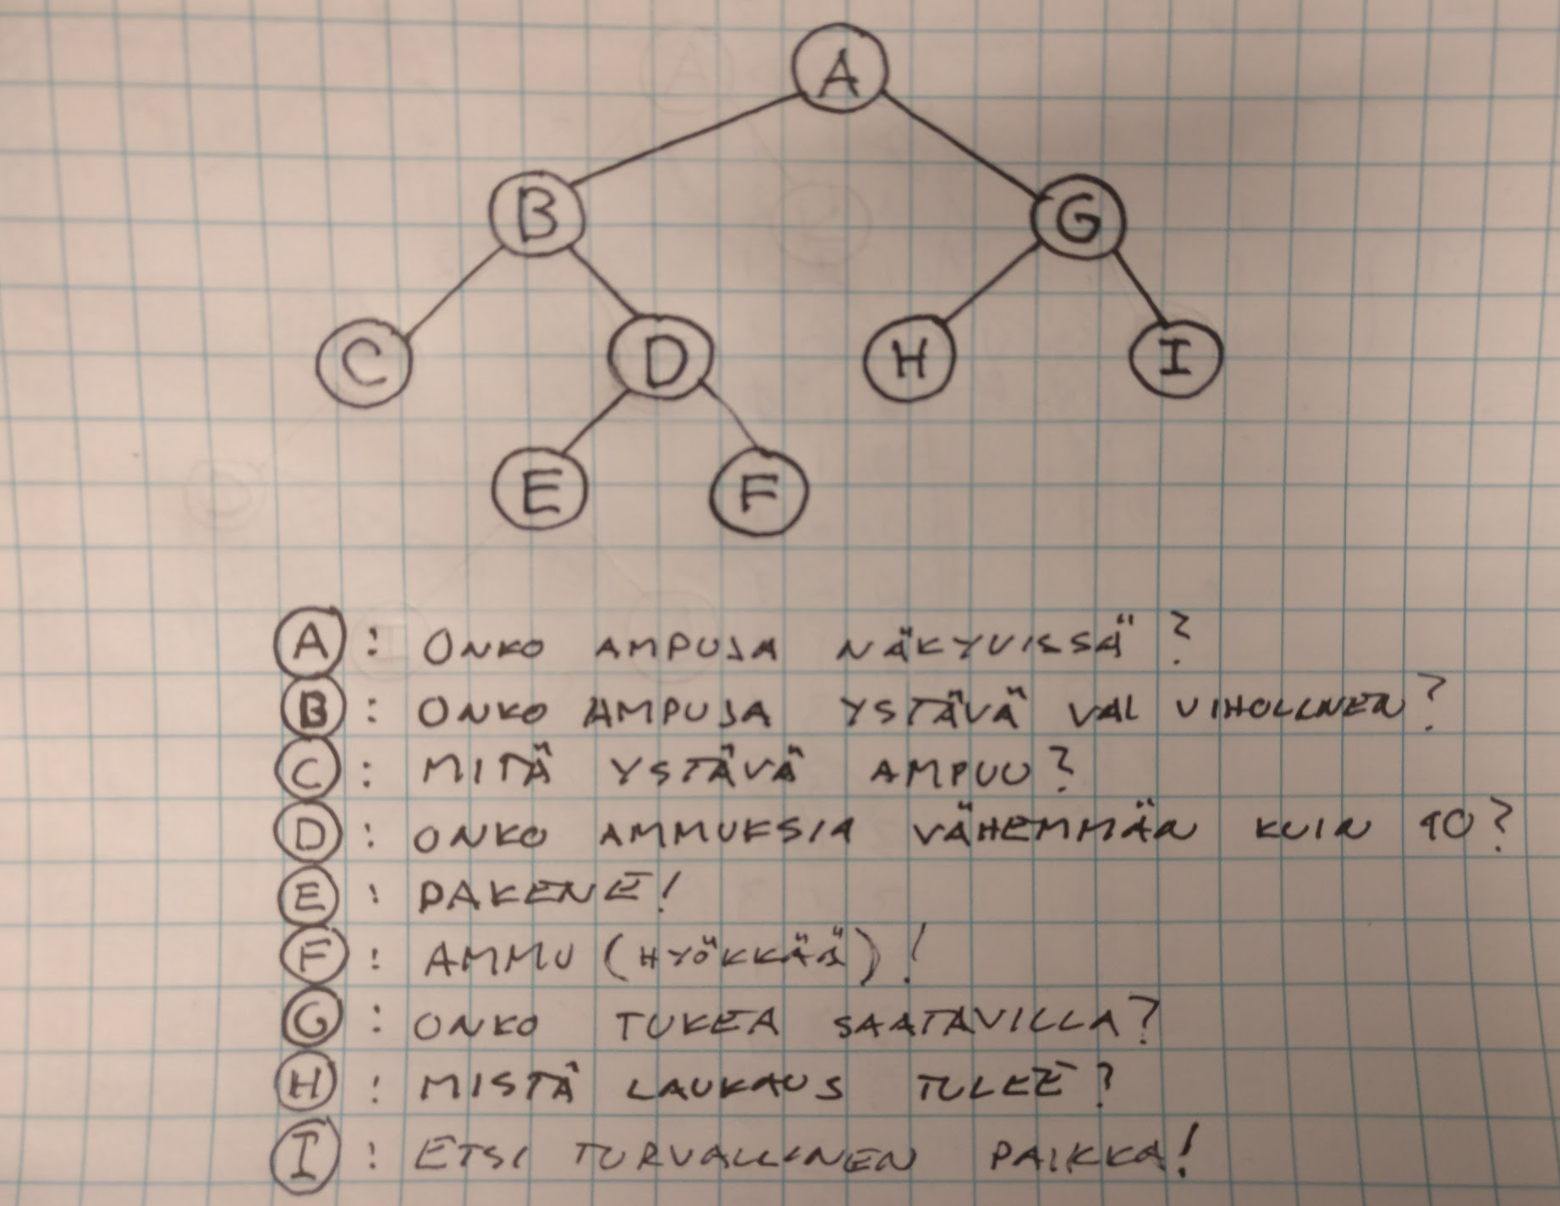 A
B
G
C
D
H
I
E
F
A : ONKO AMPUJA NÄKYVISSÄ ?
B : ONKO AMPUJA YSTÄVÄ VAI VIHOLLINEN ?
C : MITÄ YSTÄVÄ AMPUU ?
D : ONKO AMMUKSIA VÄHEMMÄN KUIN 10 ?
E : PAKENE !
F : AMMU (HYÖKKÄÄ) !
G : ONKO TUKEA SAATAVILLA ?
H : MISTÄ LAUKAUS TULEE ?
I : ETSI TURVALLINEN PAIKKA !